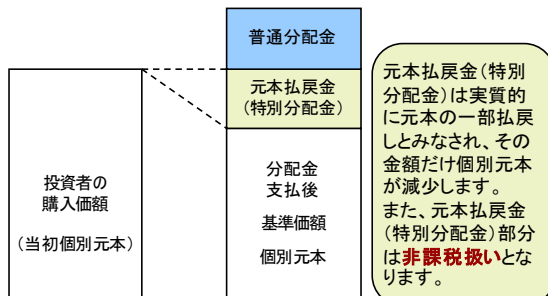 普通分配金
元本払戻金
(特別分配金)
投資者の
購入価額
(当初個別元本)
分配金
支払後
基準価額
個別元本
元本払戻金(特別
分配金)は実質的
に元本の一部払戻
しとみなされ、その
金額だけ個別元本
が減少します。
また、元本払戻金
(特別分配金)部分
は非課税扱いとな
ります。